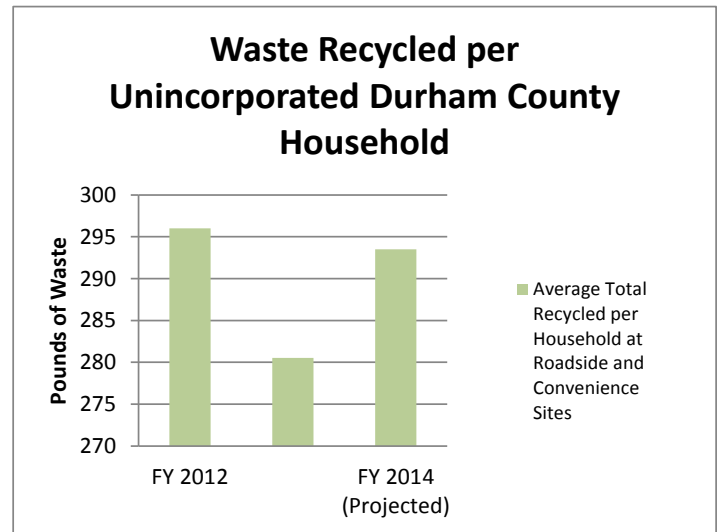 Waste Recycled per
Unincorporated Durham County
Household
300
295
290
285
280
275
270
Pounds of Waste
FY 2012
FY 2014
(Projected)
Average Total
Recycled per
Household at
Roadside and
Convenience
Sites